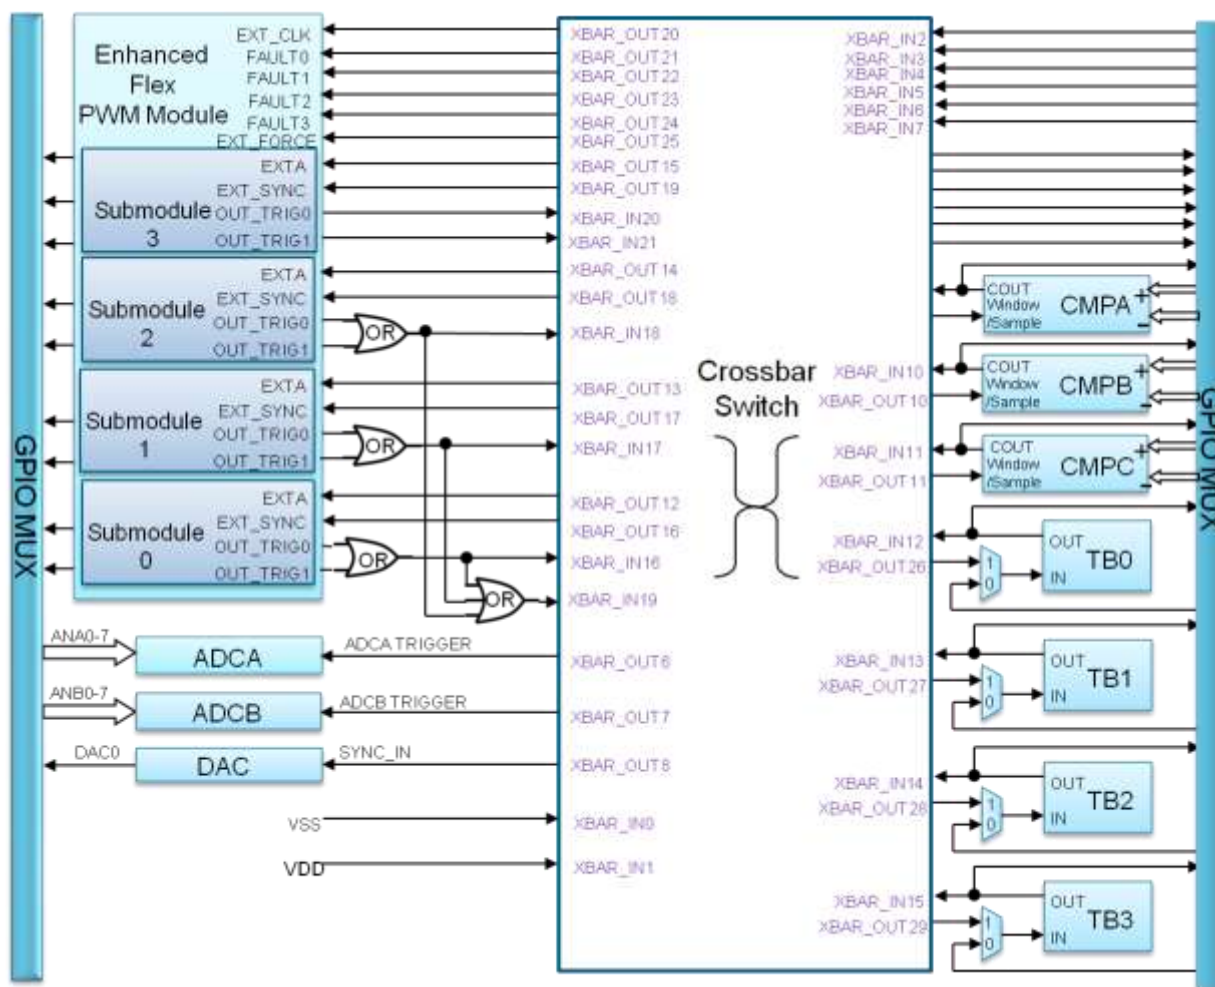 GPIO MUX
Enhanced
Flex
PWM Module
EXT_CLK
FAULT0
FAULT1
FAULT2
FAULT3
EXT_FORCE
Submodule
3
EXTA
EXT_SYNC
OUT_TRIG0
OUT_TRIG1
Submodule
2
EXTA
EXT_SYNC
OUT_TRIG0
OUT_TRIG1
OR
Submodule
1
EXTA
EXT_SYNC
OUT_TRIG0
OUT_TRIG1
OR
Submodule
0
EXTA
EXT_SYNC
OUT_TRIG0
OUT_TRIG1
OR
OR
ANA0-7
ADCA
ADCA TRIGGER
ANB0-7
ADCB
ADCB TRIGGER
DAC0
DAC
SYNC_IN
VSS
VDD
XBAR_OUT20
XBAR_OUT21
XBAR_OUT22
XBAR_OUT23
XBAR_OUT24
XBAR_OUT25
XBAR_OUT15
XBAR_OUT19
XBAR_IN20
XBAR_IN21
XBAR_OUT14
XBAR_OUT18
XBAR_IN18
XBAR_OUT13
XBAR_OUT17
XBAR_IN17
XBAR_OUT12
XBAR_OUT16
XBAR_IN16
XBAR_IN19
XBAR_OUT6
XBAR_OUT7
XBAR_OUT8
XBAR_IN0
XBAR_IN1
Crossbar
Switch
XBAR_IN2
XBAR_IN3
XBAR_IN4
XBAR_IN5
XBAR_IN6
XBAR_IN7
XBAR_IN10
XBAR_OUT10
XBAR_IN11
XBAR_OUT11
XBAR_IN12
XBAR_OUT26
XBAR_IN13
XBAR_OUT27
XBAR_IN14
XBAR_OUT28
XBAR_IN15
XBAR_OUT29
COUT
Window
/Sample
CMPA
+
-
COUT
Window
/Sample
CMPB
+
-
COUT
Window
/Sample
CMPC
+
-
1
0
OUT
IN
TB0
1
0
OUT
IN
TB1
1
0
OUT
IN
TB2
1
0
OUT
IN
TB3
GPIO MUX